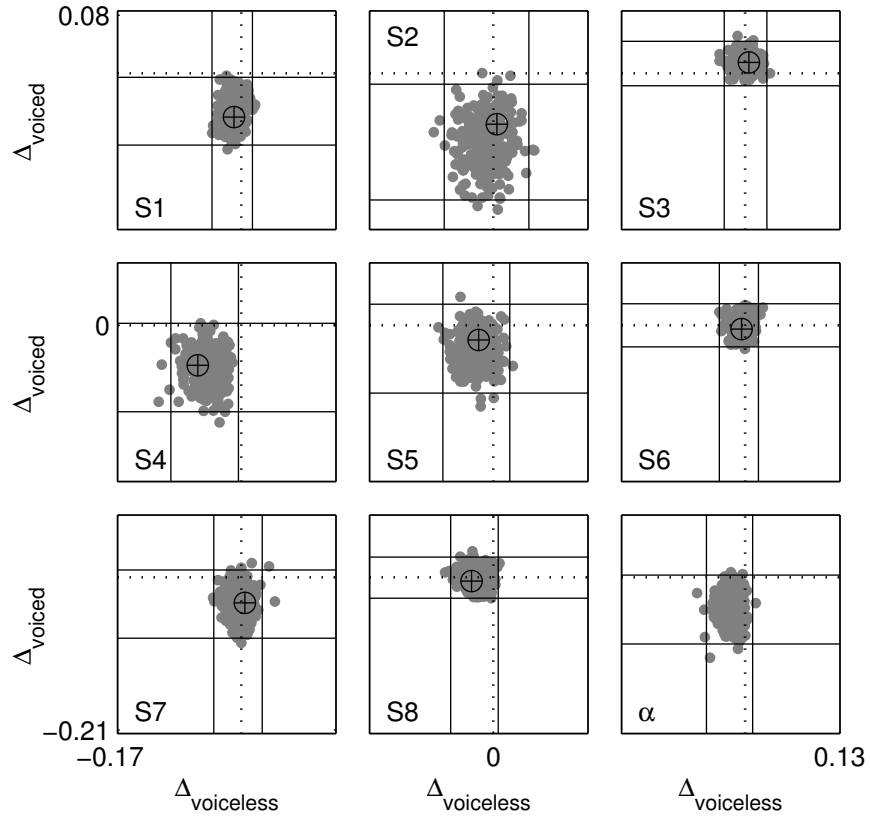 0.08
Δvoiced
S1
S2
S3
0
Δvoiced
S4
S5
S6
Δvoiced
S7
S8
α
−0.21
−0.17
0
0.13
Δvoiceless
Δvoiceless
Δvoiceless